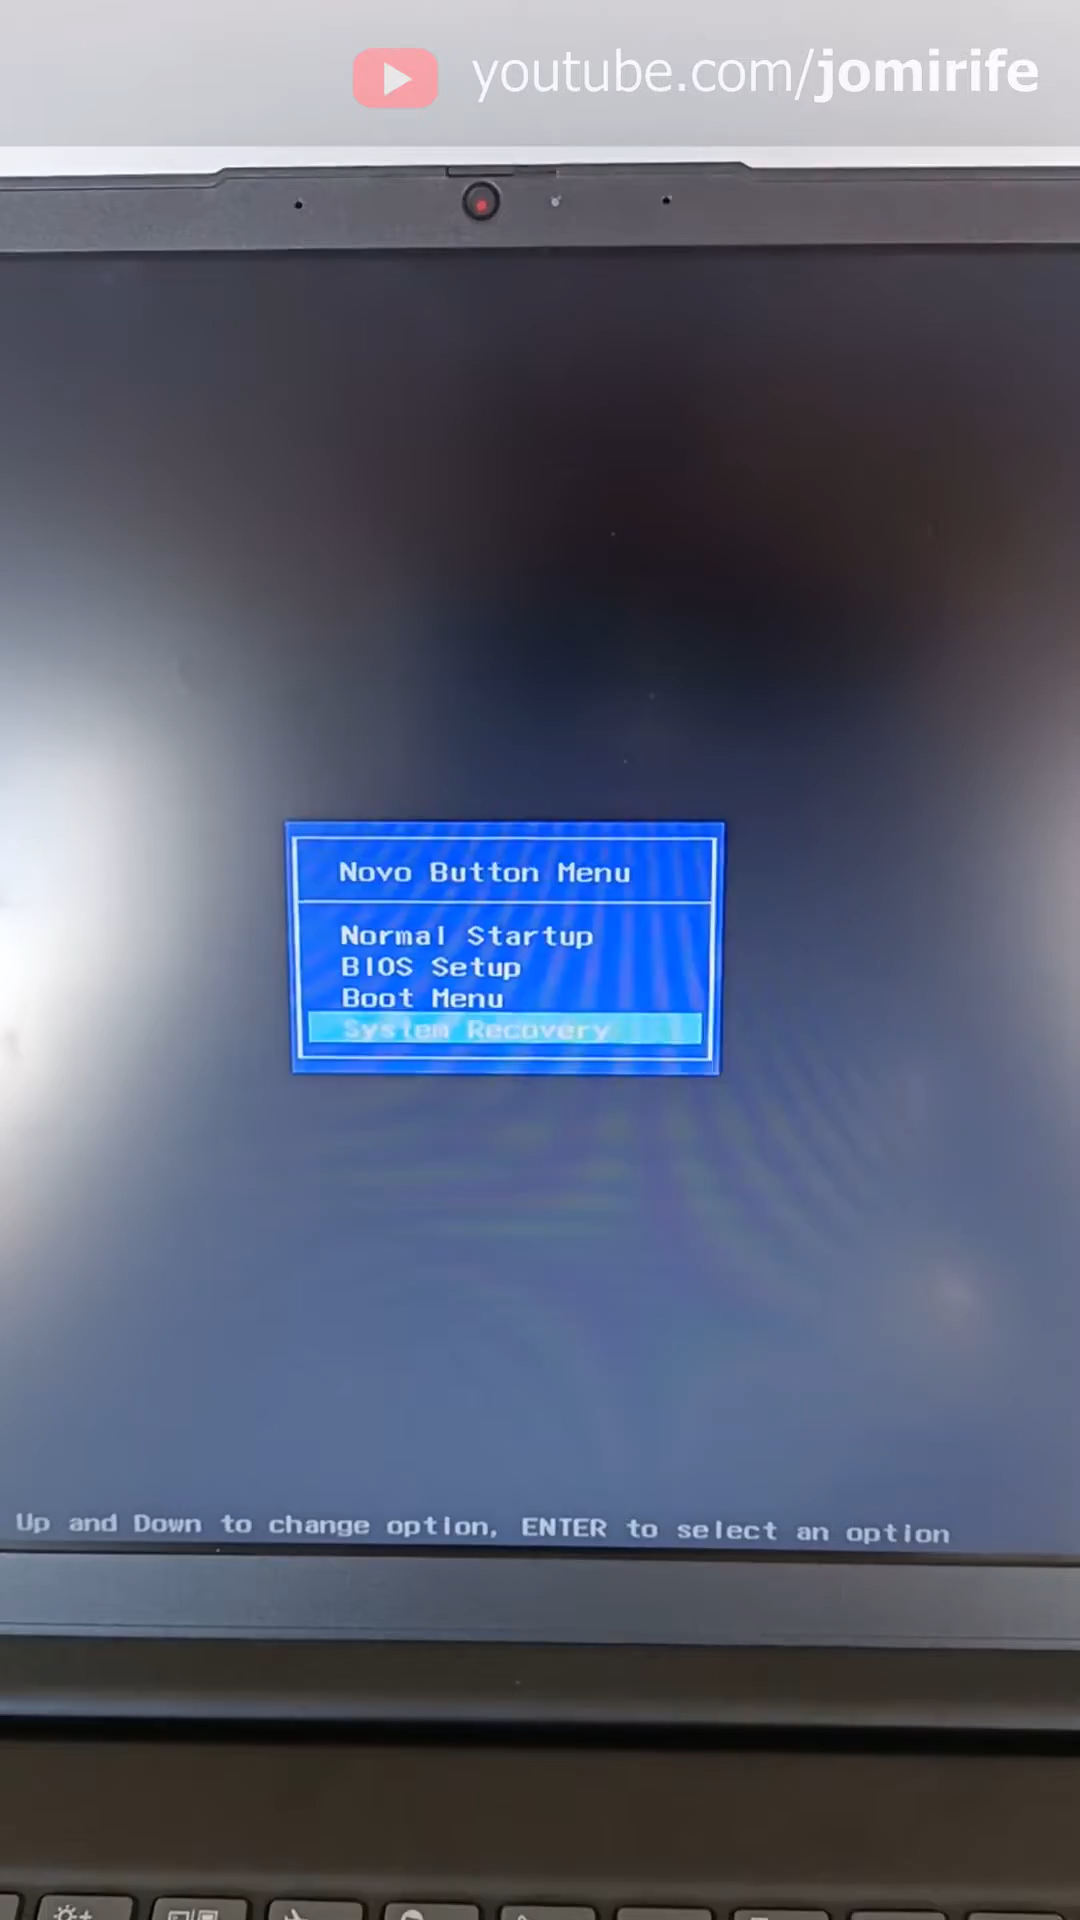 youtube.com/jomirife
Novo Button Menu
Normal Startup
BIOS Setup
Boot Menu
System Recovery
Up and Down to change option, ENTER to select an option